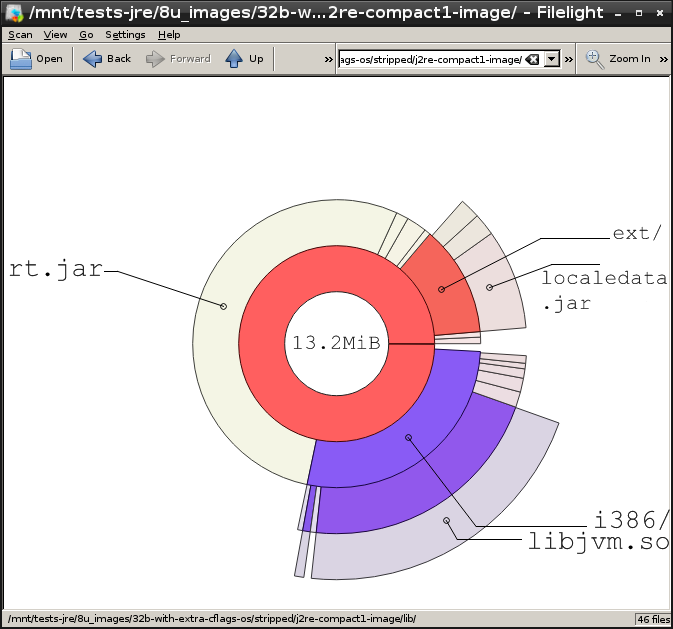 /mnt/tests-jre/8u_images/32b-w...2re-compact1-image/ - Filelight
Scan View Go Settings Help
Open Back Forward Up » ags-os/stripped/j2re-compact1-image/ » Zoom In »
ext/
rt.jar
localedata
.jar
13.2MiB
i386/
libjvm.so
/mnt/tests-jre/8u_images/32b-with-extra-cflags-os/stripped/j2re-compact1-image/lib/ 46 files